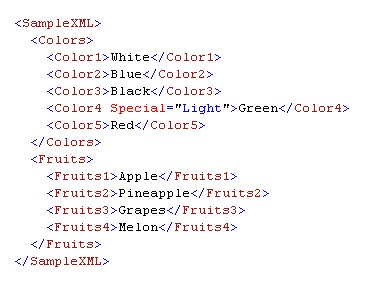 <SampleXML>
<Colors>
<Color1>White</Color1>
<Color2>Blue</Color2>
<Color3>Black</Color3>
<Color4 Special="Light">Green</Color4>
<Color5>Red</Color5>
</Colors>
<Fruits>
<Fruits1>Apple</Fruits1>
<Fruits2>Pineapple</Fruits2>
<Fruits3>Grapes</Fruits3>
<Fruits4>Melon</Fruits4>
</Fruits>
</SampleXML>